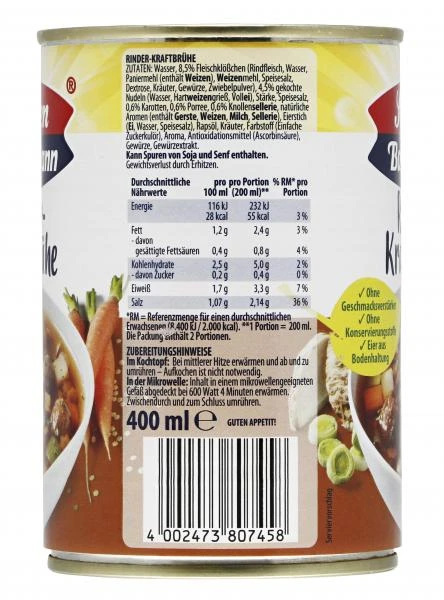 RINDER-KRAFTBRÜHE
ZUTATEN: Wasser, 8,5% Fleischklößchen (Rindfleisch, Wasser,
Paniermehl (enthält Weizen), Weizenmehl, Speisesalz,
Dextrose, Kräuter, Gewürze, Zwiebelpulver), 4,5% gekochte
Nudeln (Wasser, Hartweizengrieß, Vollei), Stärke, Speisesalz,
0,6% Karotten, 0,6% Porree, 0,6% Knollensellerie, natürliche
Aromen (enthält Gerste, Weizen, Milch, Sellerie), Eierstich
(Ei, Wasser, Speisesalz), Rapsöl, Kräuter, Farbstoff (Einfache
Zuckerkulör), Aroma, Antioxidationsmittel (Ascorbinsäure),
Gewürze, Gewürzextrakt.
Kann Spuren von Soja und Senf enthalten.
Gewichtsverlust durch Erhitzen.
Durchschnittliche pro pro Portion % RM* pro
Nährwerte 100 ml (200 ml)** Portion
Energie 116 kJ 232 kJ
28 kcal 55 kcal 3 %
Fett 1,2 g 2,4 g 3 %
- davon
gesättigte Fettsäuren 0,4 g 0,8 g 4 %
Kohlenhydrate 2,5 g 5,0 g 2 %
- davon Zucker 0,2 g 0,4 g 0 %
Eiweiß 1,7 g 3,3 g 7 %
Salz 1,07 g 2,14 g 36 %
*RM = Referenzmenge für einen durchschnittlichen
Erwachsenen (8.400 kJ / 2.000 kcal). **1 Portion = 200 ml.
Die Packung enthält 2 Portionen.
ZUBEREITUNGSHINWEISE
Im Kochtopf: Bei mittlerer Hitze erwärmen und ab und zu
umrühren – Aufkochen ist nicht notwendig.
In der Mikrowelle: Inhalt in einem mikrowellengeeigneten
Gefäß abgedeckt bei 600 Watt 4 Minuten erwärmen.
Zwischendurch und zum Schluss umrühren.
400 ml ℮ GUTEN APPETIT!
4 002473 807458
®
✓ Ohne
Geschmacksverstärker
✓ Ohne
Konservierungsstoffe
✓ Eier aus
Bodenhaltung
Serviervorschlag